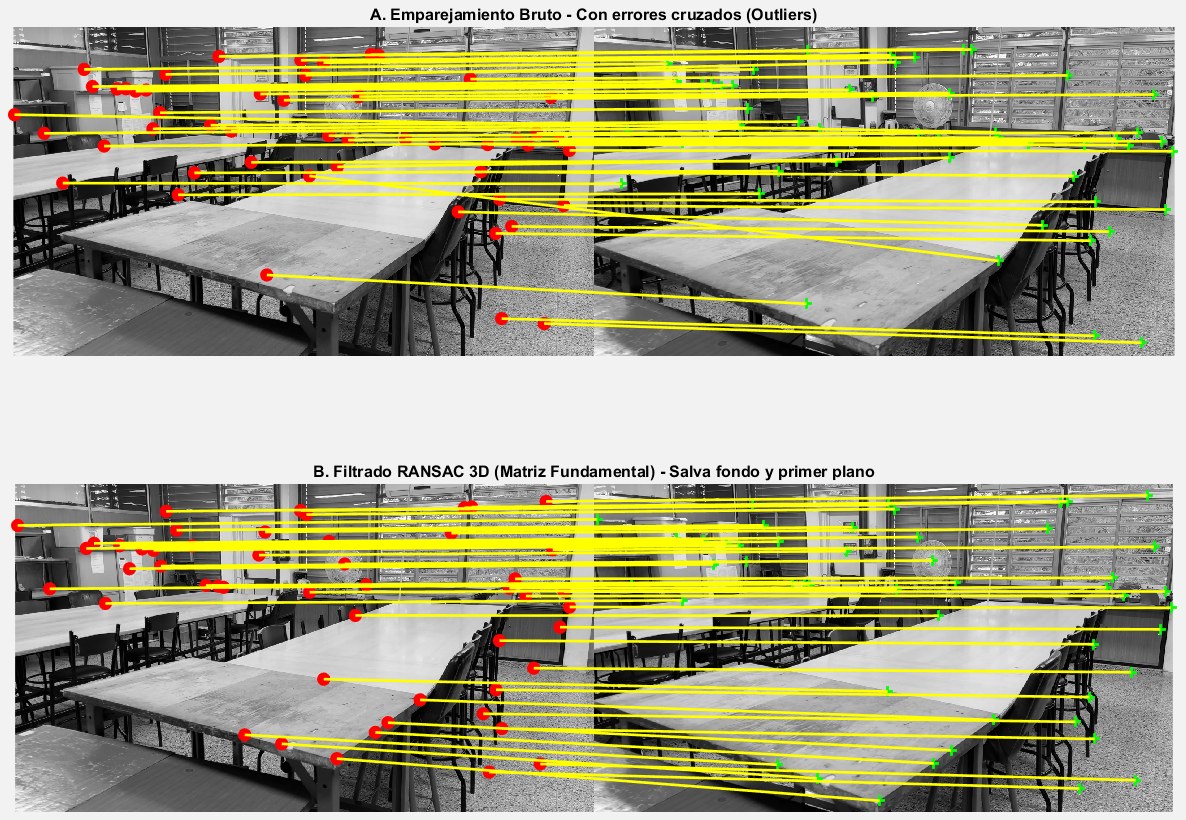 A. Emparejamiento Bruto - Con errores cruzados (Outliers)
B. Filtrado RANSAC 3D (Matriz Fundamental) - Salva fondo y primer plano